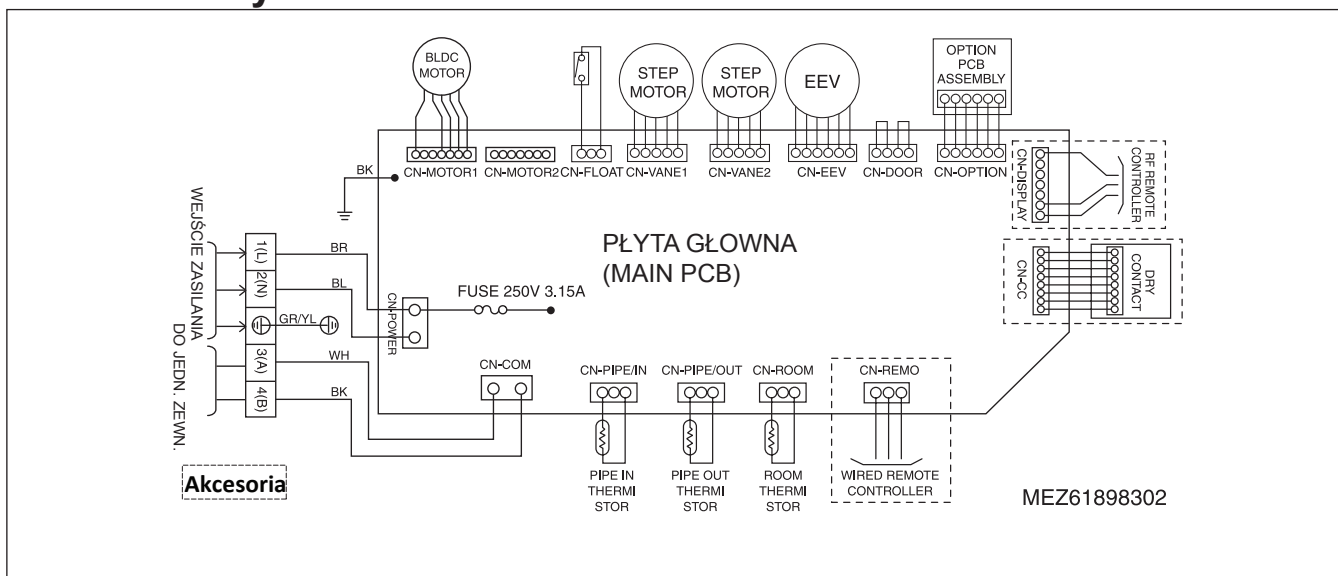 BLDC
MOTOR
STEP
MOTOR
STEP
MOTOR
EEV
OPTION
PCB
ASSEMBLY
CN-MOTOR1
CN-MOTOR2
CN-FLOAT
CN-VANE1
CN-VANE2
CN-EEV
CN-DOOR
CN-OPTION
CN-DISPLAY
RF REMOTE
CONTROLLER
BK
WEJŚCIE ZASILANIA
DO JEDN. ZEWN.
1(L)
2(N)
3(A)
4(B)
BR
BL
GR/YL
WH
BK
CN-POWER
FUSE 250V 3.15A
PŁYTA GŁOWNA
(MAIN PCB)
CN-CC
DRY
CONTACT
CN-COM
CN-PIPE/IN
CN-PIPE/OUT
CN-ROOM
CN-REMO
PIPE IN
THERMI
STOR
PIPE OUT
THERMI
STOR
ROOM
THERMI
STOR
WIRED REMOTE
CONTROLLER
Akcesoria
MEZ61898302